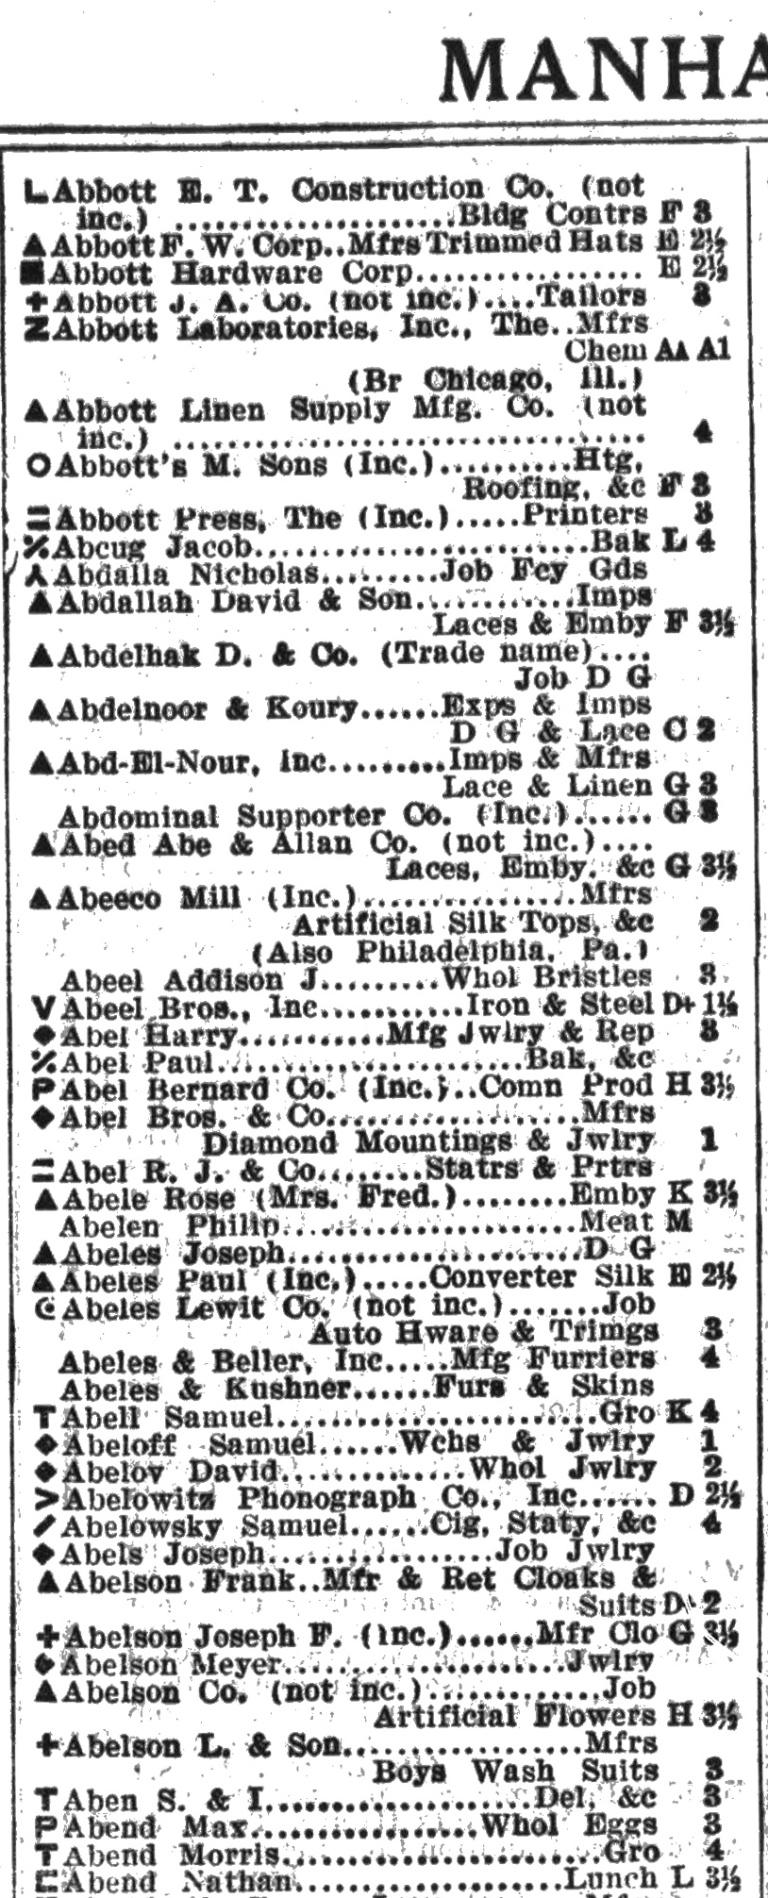 MANHA
L Abbott E. T. Construction Co. (not
inc.) ......................Bldg Contrs F 3
▲ Abbott F. W. Corp..Mfrs Trimmed Hats E 2½
■ Abbott Hardware Corp................. E 2½
+ Abbott J. A. Co. (not inc.)....Tailors 3
Z Abbott Laboratories, Inc., The..Mfrs
Chem AA A1
(Br Chicago, Ill.)
▲ Abbott Linen Supply Mfg. Co. (not
inc.) .................................. 4
O Abbott's M. Sons (Inc.)..........Htg,
Roofing, &c F 3
= Abbott Press, The (Inc.).....Printers 3
⁒ Abcug Jacob.........................Bak L 4
⅄ Abdalla Nicholas.........Job Fcy Gds
▲ Abdallah David & Son............Imps
Laces & Emby F 3½
▲ Abdelhak D. & Co. (Trade name)....
Job D G
▲ Abdelnoor & Koury......Exps & Imps
D G & Lace C 2
▲ Abd-El-Nour, Inc.........Imps & Mfrs
Lace & Linen G 3
Abdominal Supporter Co. (Inc.)...... G 3
▲ Abed Abe & Allan Co. (not inc.)....
Laces, Emby. &c G 3½
▲ Abeeco Mill (Inc.)................Mfrs
Artificial Silk Tops, &c 2
(Also Philadelphia, Pa.)
Abeel Addison J.........Whol Bristles 3
V Abeel Bros., Inc...........Iron & Steel D+ 1½
◆ Abel Harry...........Mfg Jwlry & Rep 3
⁒ Abel Paul.......................Bak, &c
P Abel Bernard Co. (Inc.)..Comn Prod H 3½
◆ Abel Bros. & Co...................Mfrs
Diamond Mountings & Jwlry 1
= Abel R. J. & Co........Statrs & Prtrs
▲ Abele Rose (Mrs. Fred.)........Emby K 3½
Abelen Philip......................Meat M
▲ Abeles Joseph......................D G
▲ Abeles Paul (Inc.).....Converter Silk E 2½
Abeles Lewit Co. (not inc.).......Job
Auto Hware & Trimgs 3
Abeles & Beller, Inc.....Mfg Furriers 4
Abeles & Kushner......Furs & Skins
T Abell Samuel........................Gro K 4
◆ Abeloff Samuel......Wchs & Jwlry 1
◆ Abelov David..............Whol Jwlry 2
> Abelowitz Phonograph Co., Inc...... D 2½
/ Abelowsky Samuel......Cig, Staty, &c 4
◆ Abels Joseph.................Job Jwlry
▲ Abelson Frank..Mfr & Ret Cloaks &
Suits D 2
+ Abelson Joseph F. (Inc.)......Mfr Clo G 3½
◆ Abelson Meyer.....................Jwlry
▲ Abelson Co. (not inc.).............Job
Artificial Flowers H 3½
+ Abelson L. & Son..................Mfrs
Boys Wash Suits 3
T Aben S. & I....................Del, &c 3
P Abend Max.................Whol Eggs 3
T Abend Morris........................Gro 4
⊏ Abend Nathan....................Lunch L 3½